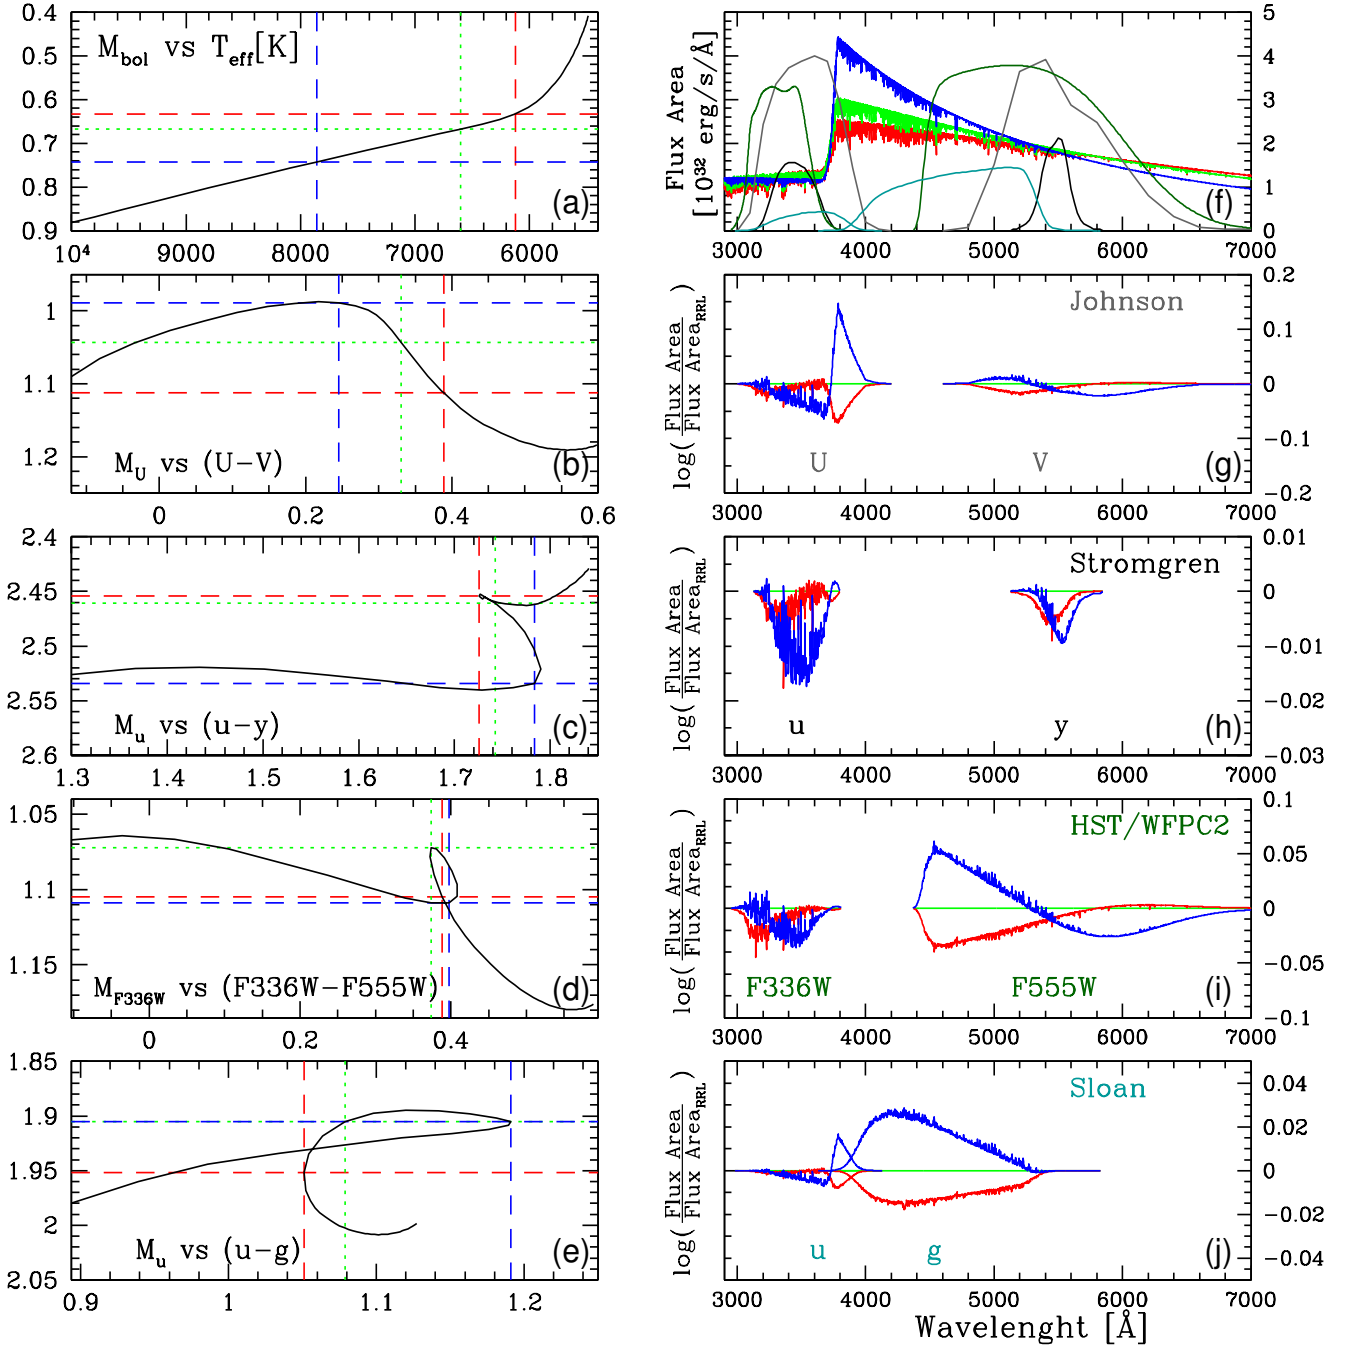 0.4
0.5
0.6
0.7
0.8
0.9
M_bol vs T_eff[K]
(a)
10⁴ 9000 8000 7000 6000
1
1.1
1.2
M_U vs (U−V)
(b)
0 0.2 0.4 0.6
2.4
2.45
2.5
2.55
2.6
M_u vs (u−y)
(c)
1.3 1.4 1.5 1.6 1.7 1.8
1.05
1.1
1.15
M_F336W vs (F336W−F555W)
(d)
0 0.2 0.4
1.85
1.9
1.95
2
2.05
M_u vs (u−g)
(e)
0.9 1 1.1 1.2
Flux Area
[10³² erg/s/Å]
5
4
3
2
1
0
(f)
3000 4000 5000 6000 7000
log(Flux Area/Flux Area_RRL)
Johnson
U V
(g)
0.2
0.1
0
−0.1
−0.2
3000 4000 5000 6000 7000
log(Flux Area/Flux Area_RRL)
Stromgren
u y
(h)
0.01
0
−0.01
−0.02
−0.03
3000 4000 5000 6000 7000
log(Flux Area/Flux Area_RRL)
HST/WFPC2
F336W F555W
(i)
0.1
0.05
0
−0.05
−0.1
3000 4000 5000 6000 7000
log(Flux Area/Flux Area_RRL)
Sloan
u g
(j)
0.04
0.02
0
−0.02
−0.04
3000 4000 5000 6000 7000
Wavelenght [Å]